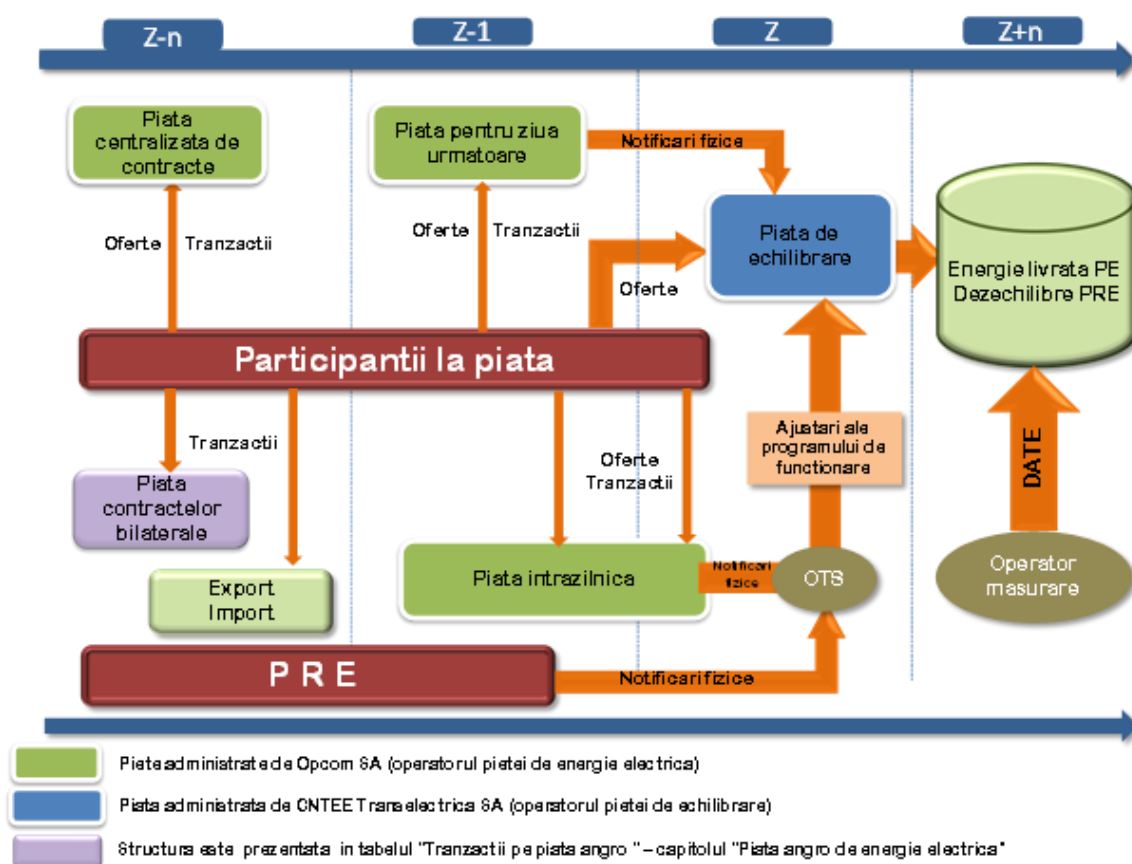 Z-n
Z-1
Z
Z+n
Piata
centralizata de
contracte
Piata pentru ziua
urmatoare
Notificari fizice
Piata de
echilibrare
Energie livrata PE
Dezechilibre PRE
Oferte
Tranzactii
Oferte
Tranzactii
Oferte
Participantii la piata
Tranzactii
Piata
contractelor
bilaterale
Export
Import
Oferte
Tranzactii
Ajustari ale
programului de
functionare
DATE
Piata intrazilnica
Notificari
fizice
OTS
Operator
masurare
P R E
Notificari fizice
Piete administrate de Opcom SA (operatorul pietei de energie electrica)
Piata administrata de CNTEE Transelectrica SA (operatorul pietei de echilibrare)
Structura este prezentata in tabelul "Tranzactii pe piata angro " – capitolul "Piata angro de energie electrica"